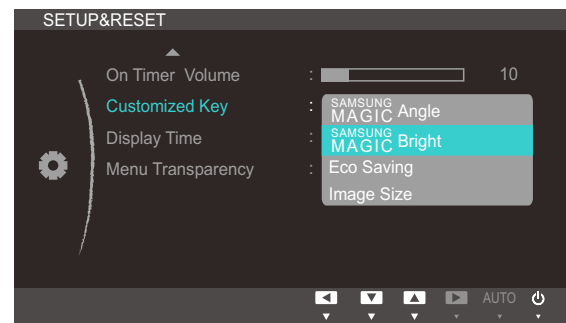 SETUP&RESET
On Timer Volume : 10
Customized Key : SAMSUNG MAGIC Angle
Display Time : SAMSUNG MAGIC Bright
Menu Transparency : Eco Saving
Image Size
AUTO